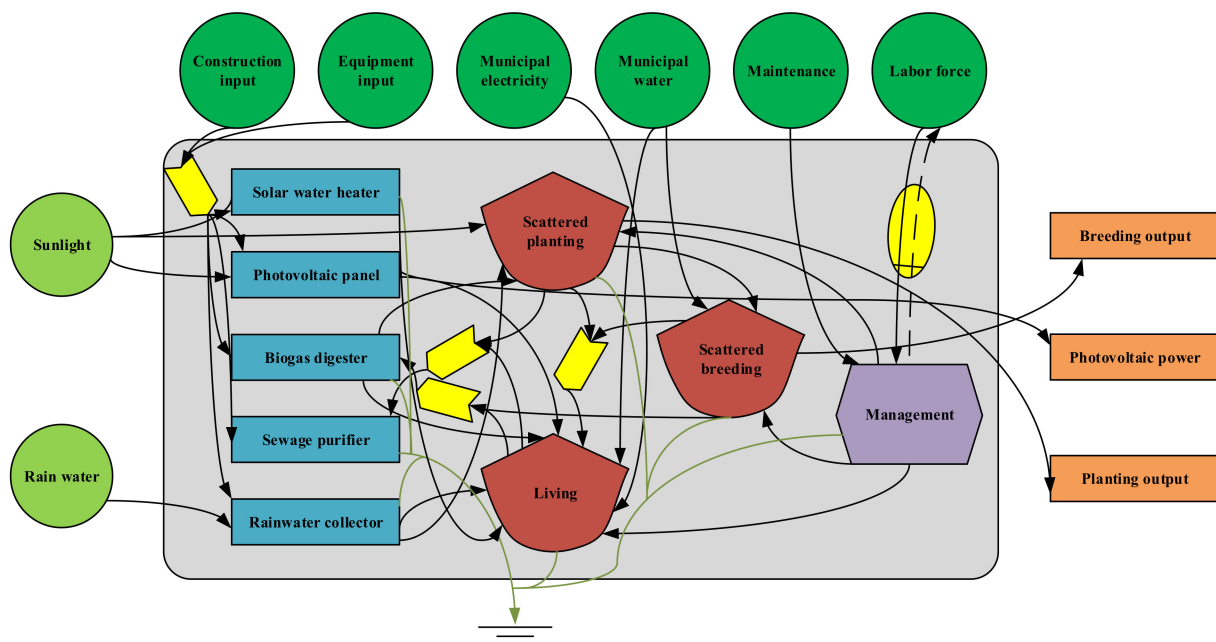 Construction
input
Equipment
input
Municipal
electricity
Municipal
water
Maintenance
Labor force
Sunlight
Rain water
Solar water heater
Photovoltaic panel
Biogas digester
Sewage purifier
Rainwater collector
Scattered
planting
Scattered
breeding
Living
Management
Breeding output
Photovoltaic power
Planting output